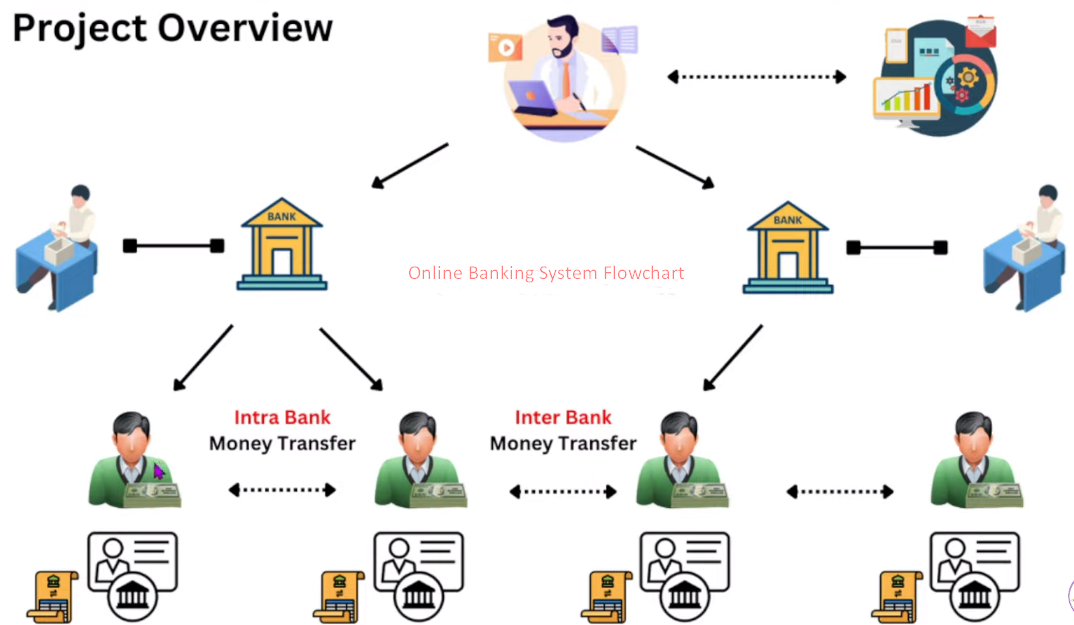 Project Overview
BANK
BANK
Online Banking System Flowchart
Intra Bank
Money Transfer
Inter Bank
Money Transfer